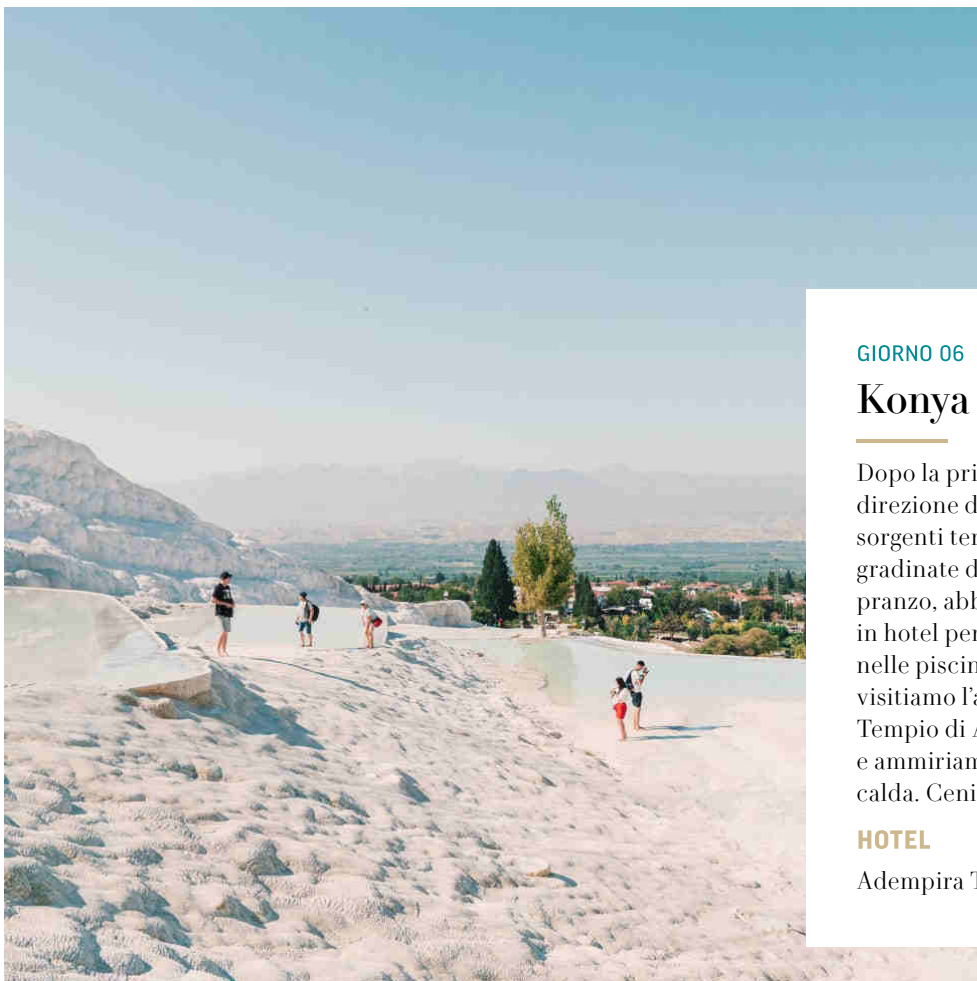 GIORNO 06
Konya
Dopo la pri
direzione d
sorgenti ter
gradinate d
pranzo, abb
in hotel per
nelle piscin
visitiamo l'a
Tempio di A
e ammiriam
calda. Ceni
HOTEL
Adempira T